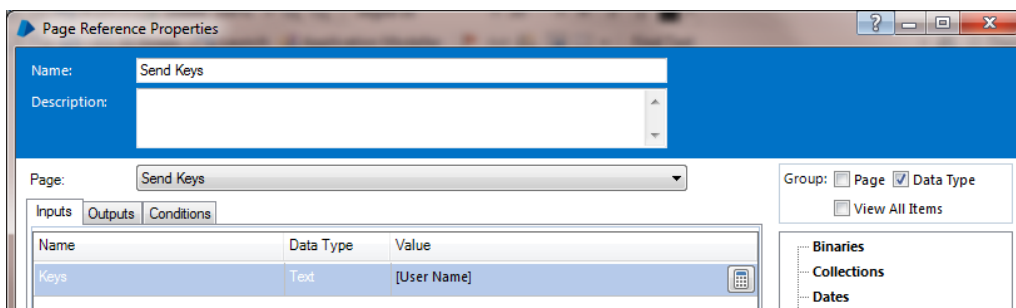 Page Reference Properties
Name: Send Keys
Description:
Page: Send Keys
Group: Page Data Type
View All Items
Inputs Outputs Conditions
Name Data Type Value
Keys Text [User Name]
Binaries
Collections
Dates